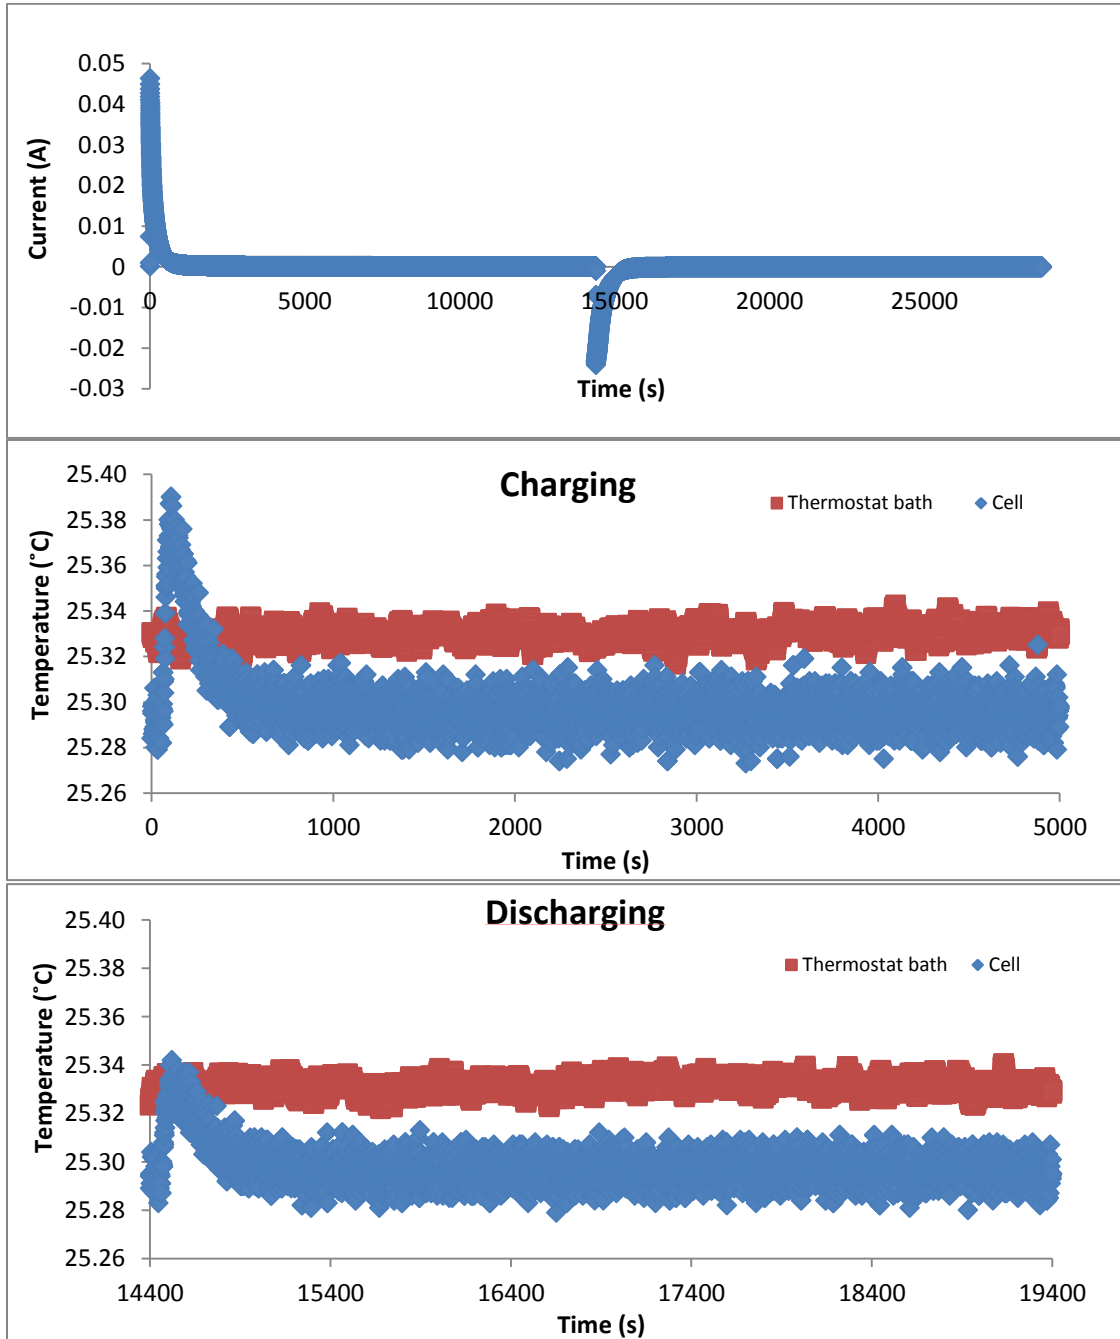 0.05
0.04
0.03
0.02
0.01
0
-0.01
-0.02
-0.03
Current (A)
0 5000 10000 15000 20000 25000
Time (s)
Charging
Thermostat bath Cell
25.40
25.38
25.36
25.34
25.32
25.30
25.28
25.26
Temperature (˚C)
0 1000 2000 3000 4000 5000
Time (s)
Discharging
Thermostat bath Cell
25.40
25.38
25.36
25.34
25.32
25.30
25.28
25.26
Temperature (˚C)
14400 15400 16400 17400 18400 19400
Time (s)